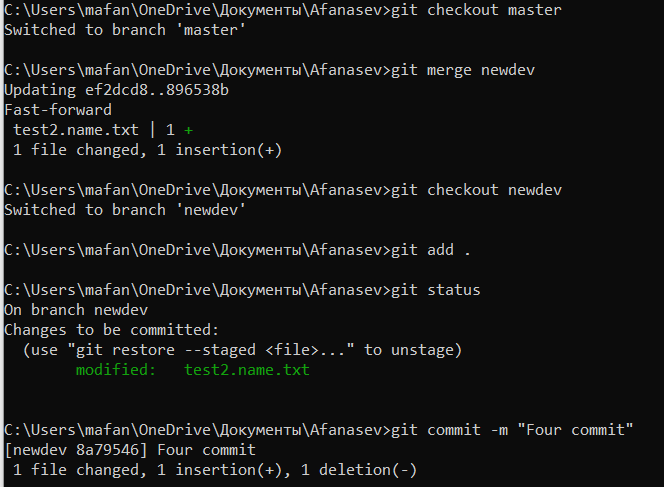 C:\Users\mafan\OneDrive\Документы\Afanasev>git checkout master
Switched to branch 'master'
C:\Users\mafan\OneDrive\Документы\Afanasev>git merge newdev
Updating ef2dcd8..896538b
Fast-forward
 test2.name.txt | 1 +
 1 file changed, 1 insertion(+)
C:\Users\mafan\OneDrive\Документы\Afanasev>git checkout newdev
Switched to branch 'newdev'
C:\Users\mafan\OneDrive\Документы\Afanasev>git add .
C:\Users\mafan\OneDrive\Документы\Afanasev>git status
On branch newdev
Changes to be committed:
  (use "git restore --staged <file>..." to unstage)
        modified:   test2.name.txt
C:\Users\mafan\OneDrive\Документы\Afanasev>git commit -m "Four commit"
[newdev 8a79546] Four commit
 1 file changed, 1 insertion(+), 1 deletion(-)